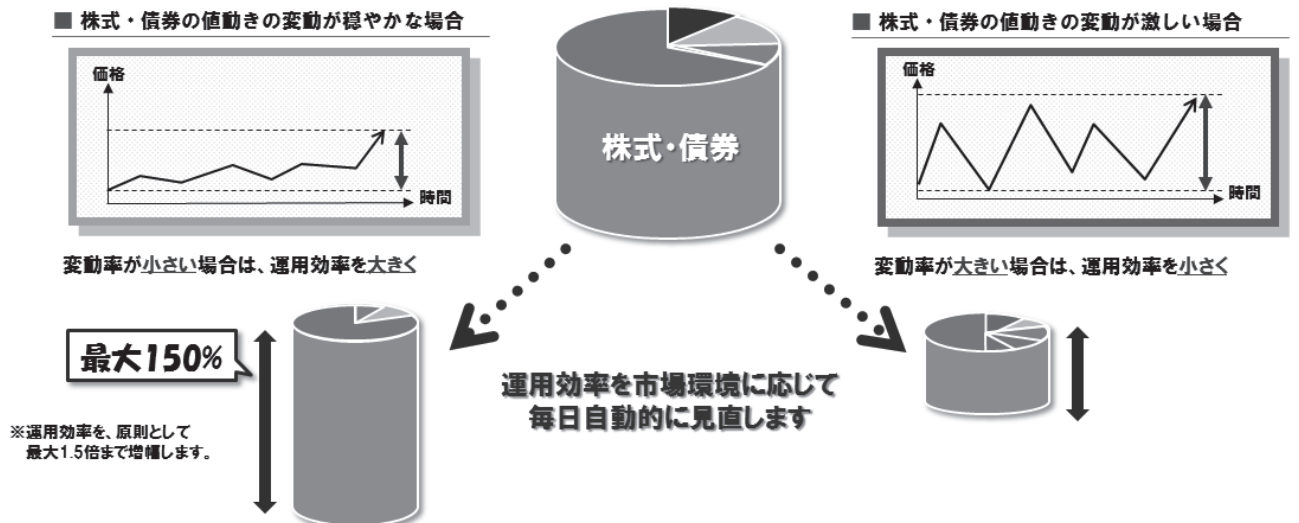 ■ 株式・債券の値動きの変動が穏やかな場合
価格
時間
変動率が小さい場合は、運用効率を大きく
株式・債券
■ 株式・債券の値動きの変動が激しい場合
価格
時間
変動率が大きい場合は、運用効率を小さく
最大150%
※運用効率を、原則として
最大1.5倍まで増幅します。
運用効率を市場環境に応じて
毎日自動的に見直します